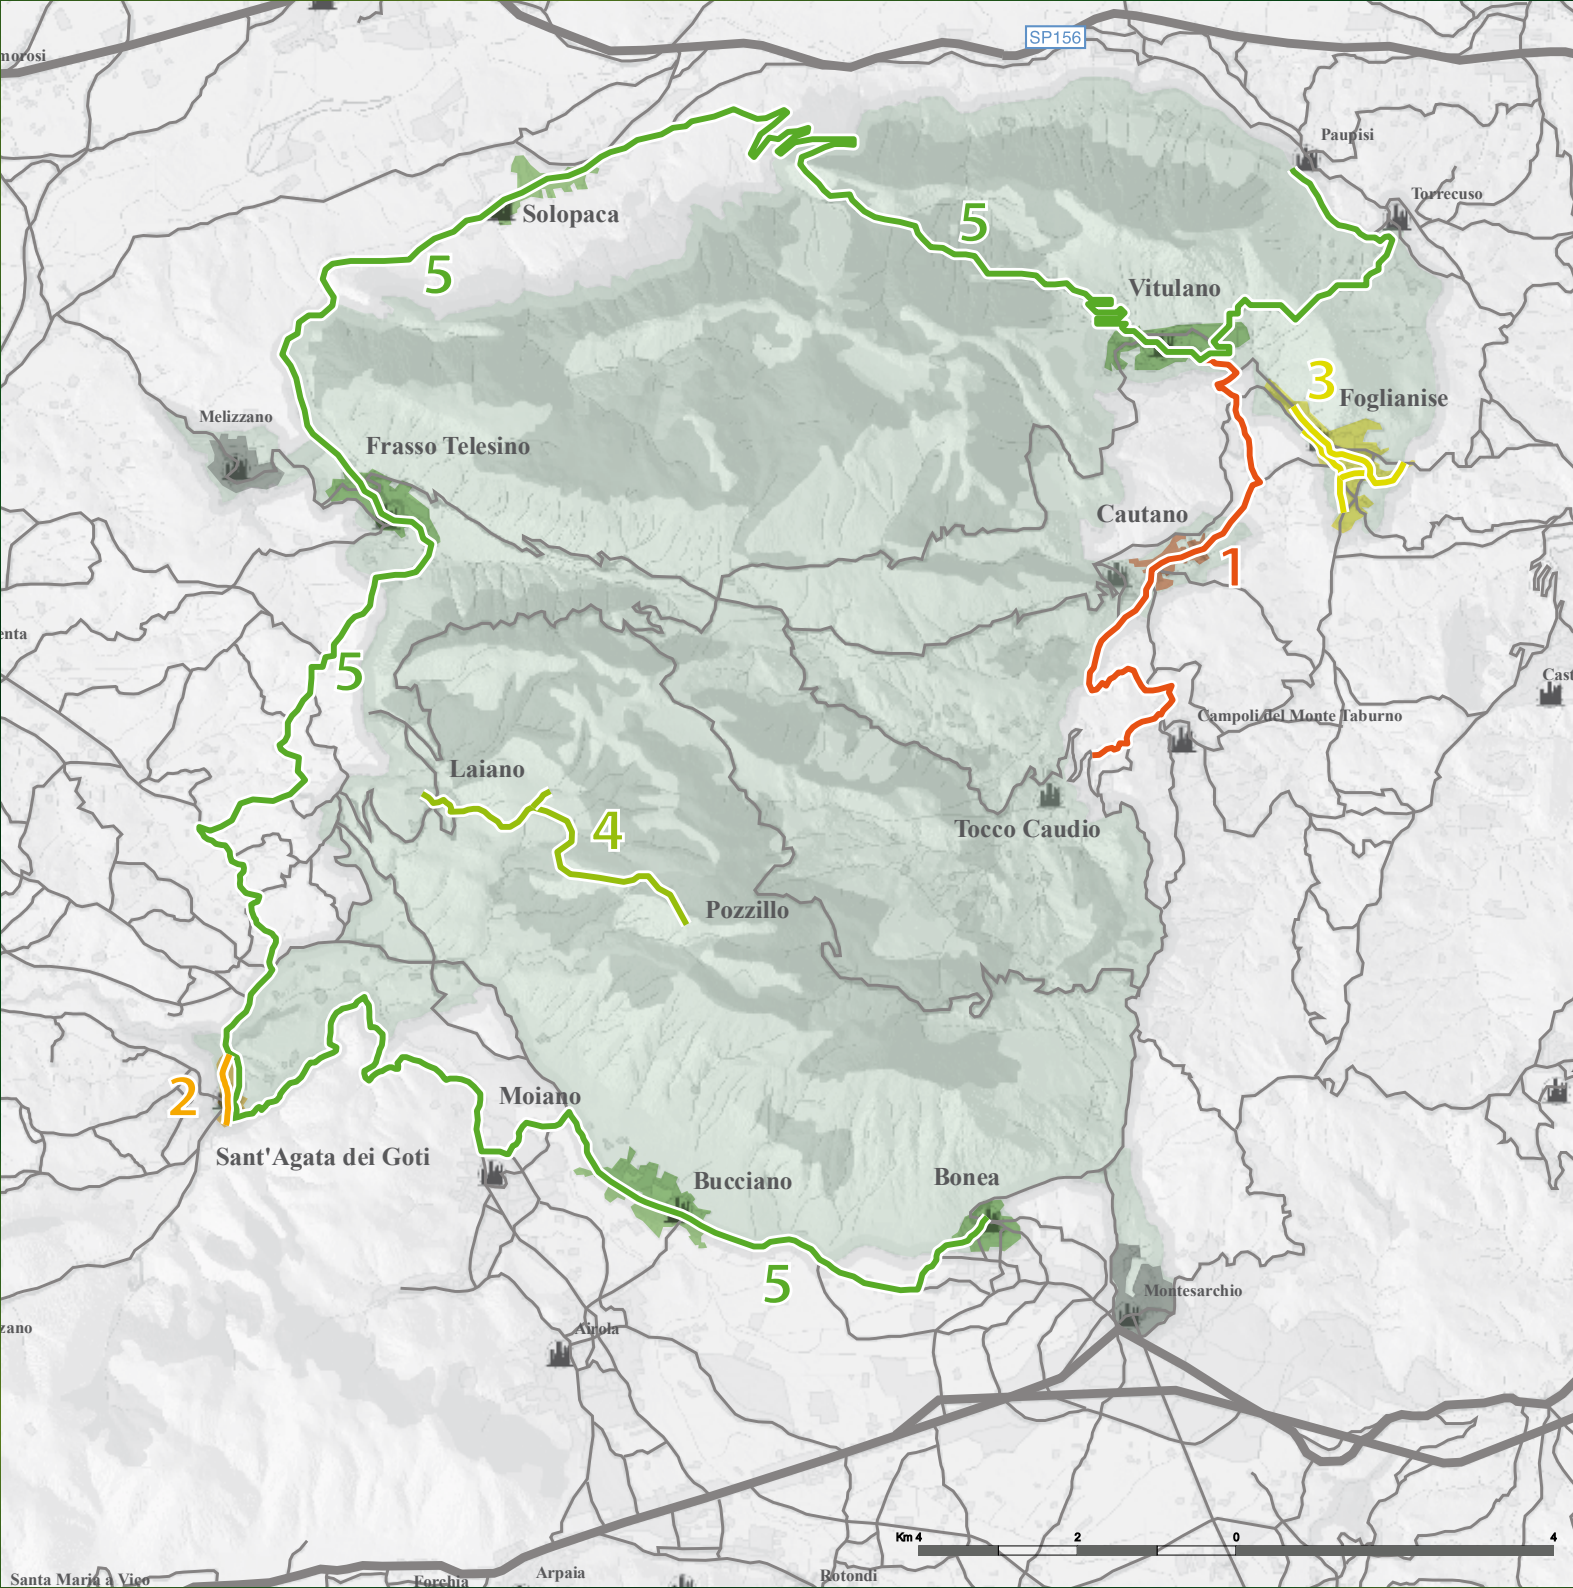 SP156
morosi
Paupisi
Torrecuso
Solopaca
5
5
Vitulano
3
Foglianise
Melizzano
Frasso Telesino
Cautano
1
enta
5
Cast
Campoli del Monte Taburno
Laiano
4
Tocco Caudio
Pozzillo
2
Moiano
Sant'Agata dei Goti
Bucciano
Bonea
5
Montesarchio
zano
Airola
Km 4 2 0 4
Santa Maria a Vico
Forchia
Arpaia
Rotondi